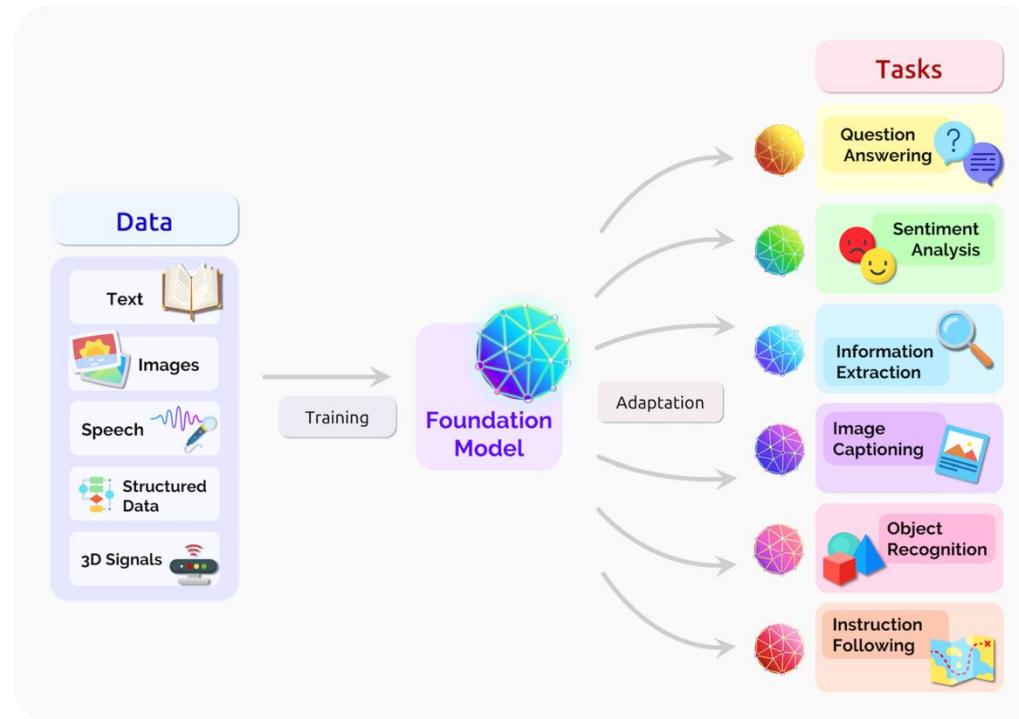 Data
Text
Images
Speech
Structured
Data
3D Signals
Training
Foundation
Model
Adaptation
Tasks
Question
Answering
?
Sentiment
Analysis
Information
Extraction
Image
Captioning
Object
Recognition
Instruction
Following